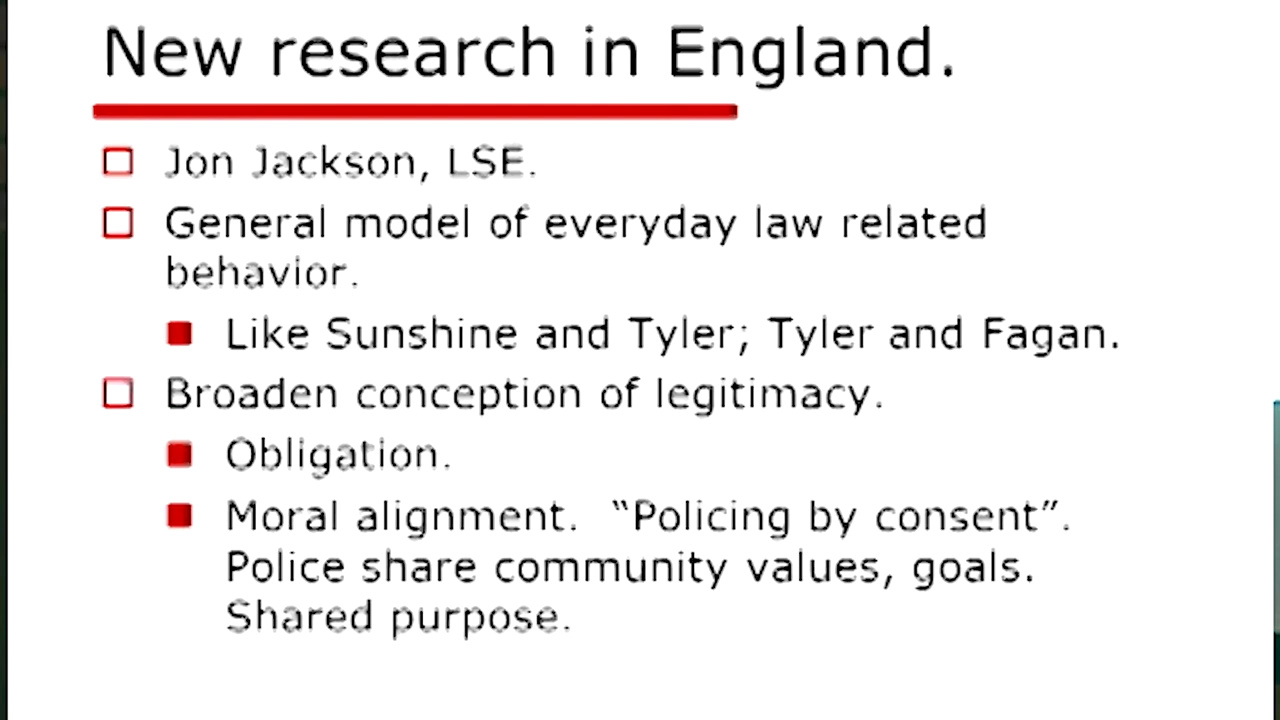 New research in England.
Jon Jackson, LSE.
General model of everyday law related
behavior.
Like Sunshine and Tyler; Tyler and Fagan.
Broaden conception of legitimacy.
Obligation.
Moral alignment.  “Policing by consent”.
Police share community values, goals.
Shared purpose.